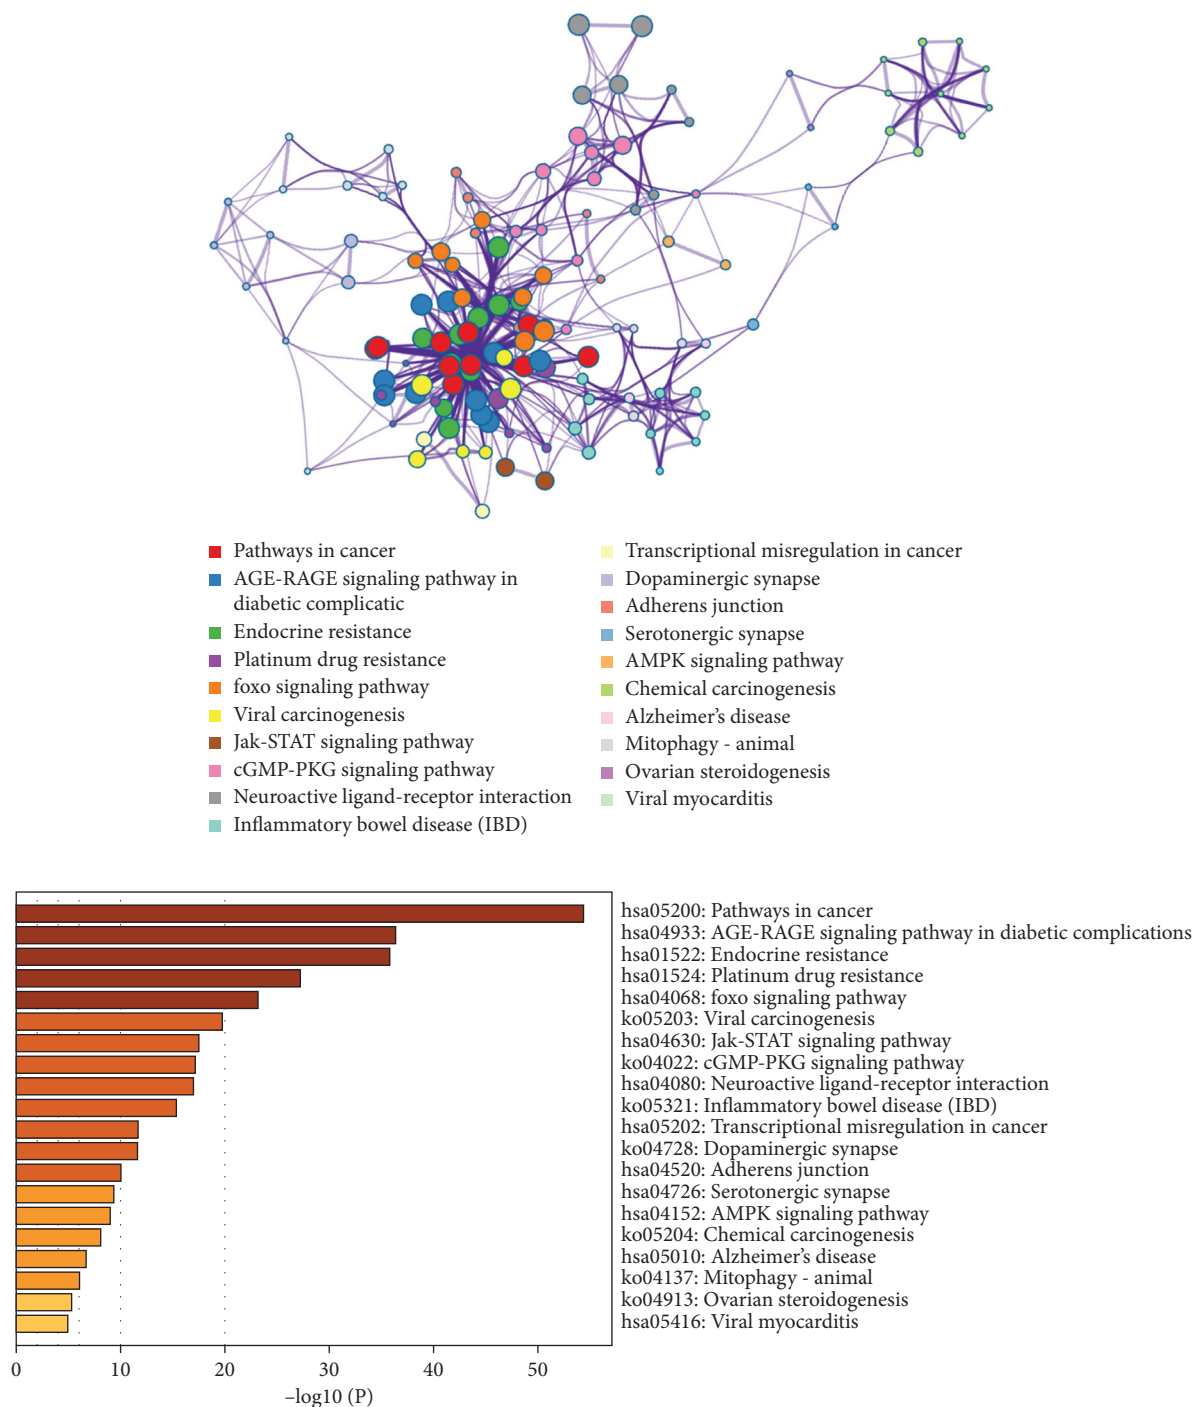 Pathways in cancer
AGE-RAGE signaling pathway in
diabetic complicatic
Endocrine resistance
Platinum drug resistance
foxo signaling pathway
Viral carcinogenesis
Jak-STAT signaling pathway
cGMP-PKG signaling pathway
Neuroactive ligand-receptor interaction
Inflammatory bowel disease (IBD)
Transcriptional misregulation in cancer
Dopaminergic synapse
Adherens junction
Serotonergic synapse
AMPK signaling pathway
Chemical carcinogenesis
Alzheimer's disease
Mitophagy - animal
Ovarian steroidogenesis
Viral myocarditis
hsa05200: Pathways in cancer
hsa04933: AGE-RAGE signaling pathway in diabetic complications
hsa01522: Endocrine resistance
hsa01524: Platinum drug resistance
hsa04068: foxo signaling pathway
ko05203: Viral carcinogenesis
hsa04630: Jak-STAT signaling pathway
ko04022: cGMP-PKG signaling pathway
hsa04080: Neuroactive ligand-receptor interaction
ko05321: Inflammatory bowel disease (IBD)
hsa05202: Transcriptional misregulation in cancer
ko04728: Dopaminergic synapse
hsa04520: Adherens junction
hsa04726: Serotonergic synapse
hsa04152: AMPK signaling pathway
ko05204: Chemical carcinogenesis
hsa05010: Alzheimer's disease
ko04137: Mitophagy - animal
ko04913: Ovarian steroidogenesis
hsa05416: Viral myocarditis
0 10 20 30 40 50
–log10 (P)